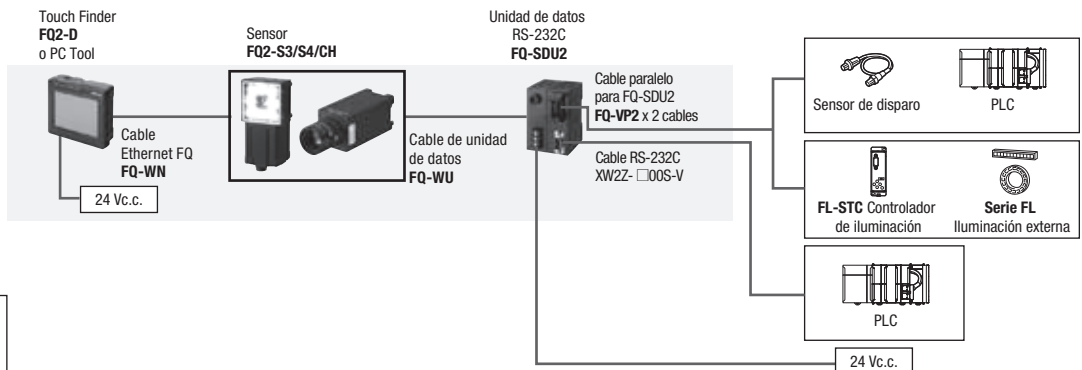 Touch Finder
FQ2-D
o PC Tool
Sensor
FQ2-S3/S4/CH
Unidad de datos
RS-232C
FQ-SDU2
Cable
Ethernet FQ
FQ-WN
24 Vc.c.
Cable de unidad
de datos
FQ-WU
Cable paralelo
para FQ-SDU2
FQ-VP2 x 2 cables
Cable RS-232C
XW2Z- □00S-V
Sensor de disparo
PLC
FL-STC Controlador
de iluminación
Serie FL
Iluminación externa
PLC
24 Vc.c.